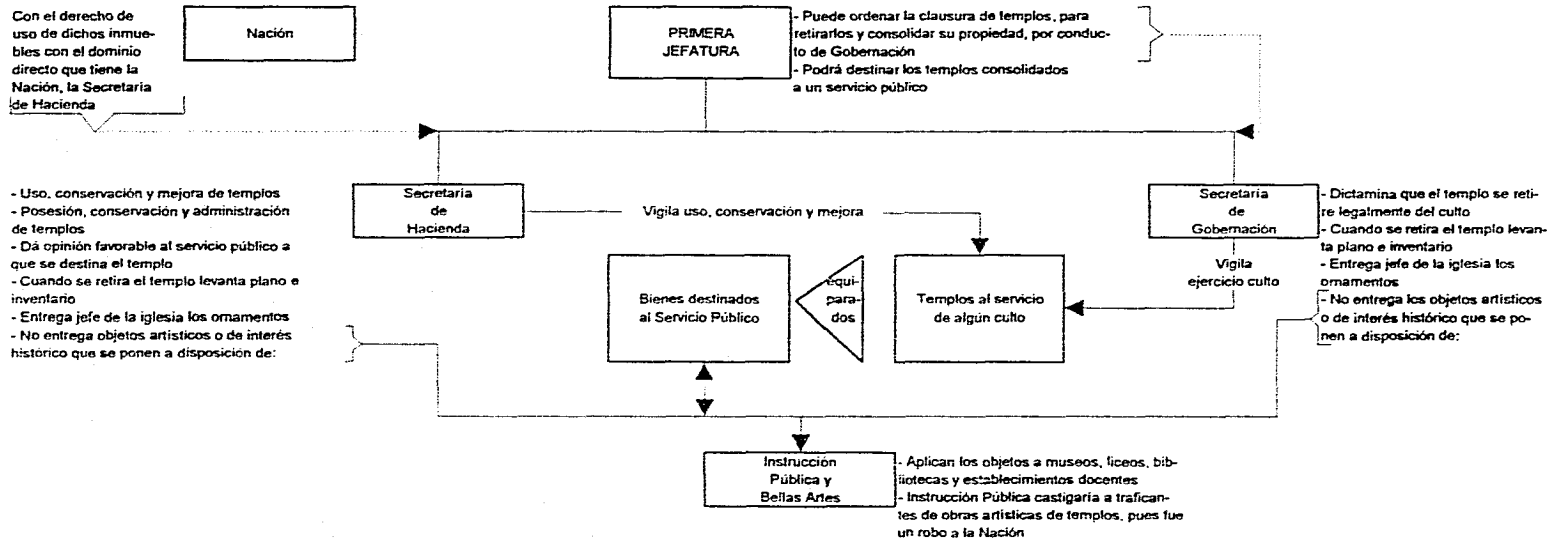 Con el derecho de
uso de dichos inmue-
bles con el dominio
directo que tiene la
Nación, la Secretaría
de Hacienda
Nación
PRIMERA
JEFATURA
- Puede ordenar la clausura de templos, para
retirarlos y consolidar su propiedad, por conduc-
to de Gobernación
- Podrá destinar los templos consolidados
a un servicio público
- Uso, conservación y mejora de templos
- Posesión, conservación y administración
de templos
- Dá opinión favorable al servicio público a
que se destina el templo
- Cuando se retira el templo levanta plano e
inventario
- Entrega jefe de la iglesia los ornamentos
- No entrega objetos artísticos o de interés
histórico que se ponen a disposición de:
Secretaría
de
Hacienda
Vigila uso, conservación y mejora
Secretaría
de
Gobernación
- Dictamina que el templo se reti-
re legalmente del culto
- Cuando se retira el templo levan-
ta plano e inventario
- Entrega jefe de la iglesia los
ornamentos
- No entrega los objetos artísticos
o de interés histórico que se po-
nen a disposición de:
Vigila
ejercicio culto
Bienes destinados
al Servicio Público
equi-
para-
dos
Templos al servicio
de algún culto
Instrucción
Pública y
Bellas Artes
- Aplican los objetos a museos, liceos, bib-
liotecas y establecimientos docentes
- Instrucción Pública castigaría a trafican-
tes de obras artísticas de templos, pues fue
un robo a la Nación